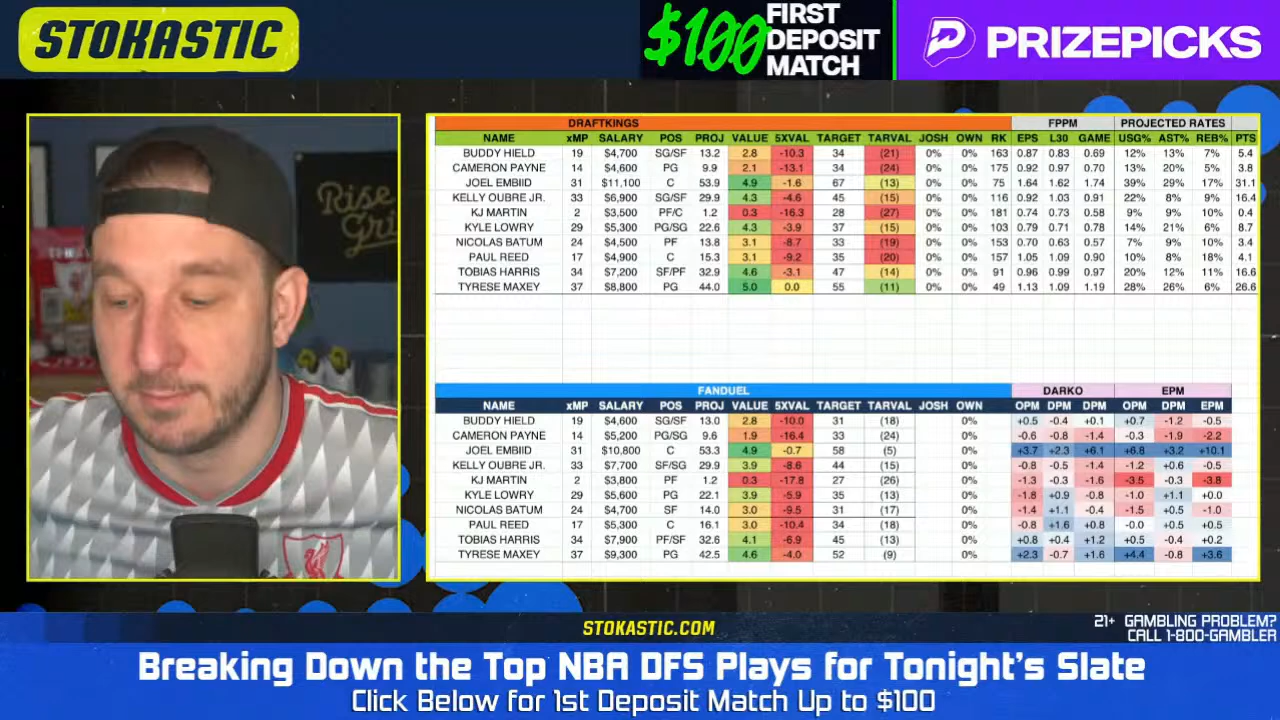 STOKASTIC
$100 FIRST DEPOSIT MATCH
PRIZEPICKS
Rise
Gri
DRAFTKINGS FPPM PROJECTED RATES
NAME xMP SALARY POS PROJ VALUE 5XVAL TARGET TARVAL JOSH OWN RK EPS L30 GAME USG% AST% REB% PTS
BUDDY HIELD 19 $4,700 SG/SF 13.2 2.8 -10.3 34 (21) 0% 0% 163 0.87 0.83 0.69 12% 13% 7% 5.4
CAMERON PAYNE 14 $4,600 PG 9.9 2.1 -13.1 34 (24) 0% 0% 175 0.92 0.97 0.70 13% 20% 5% 3.8
JOEL EMBIID 31 $11,100 C 53.9 4.9 -1.6 67 (13) 0% 0% 75 1.64 1.62 1.74 39% 29% 17% 31.1
KELLY OUBRE JR. 33 $6,900 SG/SF 29.9 4.3 -4.6 45 (15) 0% 0% 116 0.92 1.03 0.91 22% 8% 9% 16.4
KJ MARTIN 2 $3,500 PF/C 1.2 0.3 -16.3 28 (27) 0% 0% 181 0.74 0.73 0.58 9% 9% 10% 0.4
KYLE LOWRY 29 $5,300 PG/SG 22.6 4.3 -3.9 37 (15) 0% 0% 103 0.79 0.71 0.78 14% 21% 6% 8.7
NICOLAS BATUM 24 $4,500 PF 13.8 3.1 -8.7 33 (19) 0% 0% 153 0.70 0.63 0.57 7% 9% 10% 3.4
PAUL REED 17 $4,900 C 15.3 3.1 -9.2 35 (20) 0% 0% 157 1.05 1.09 0.90 10% 8% 18% 4.1
TOBIAS HARRIS 34 $7,200 SF/PF 32.9 4.6 -3.1 47 (14) 0% 0% 91 0.96 0.99 0.97 20% 12% 11% 16.6
TYRESE MAXEY 37 $8,800 PG 44.0 5.0 0.0 55 (11) 0% 0% 49 1.13 1.09 1.19 28% 26% 6% 26.6
FANDUEL DARKO EPM
NAME xMP SALARY POS PROJ VALUE 5XVAL TARGET TARVAL JOSH OWN OPM DPM DPM OPM DPM EPM
BUDDY HIELD 19 $4,600 SG/SF 13.0 2.8 -10.0 31 (18) 0% +0.5 -0.4 +0.1 +0.7 -1.2 -0.5
CAMERON PAYNE 14 $5,200 PG/SG 9.6 1.9 -16.4 33 (24) 0% -0.6 -0.8 -1.4 -0.3 -1.9 -2.2
JOEL EMBIID 31 $10,800 C 53.3 4.9 -0.7 58 (5) 0% +3.7 +2.3 +6.1 +6.8 +3.2 +10.1
KELLY OUBRE JR. 33 $7,700 SF/SG 29.9 3.9 -8.6 44 (15) 0% -0.8 -0.5 -1.4 -1.2 +0.6 -0.5
KJ MARTIN 2 $3,800 PF 1.2 0.3 -17.8 27 (26) 0% -1.3 -0.3 -1.6 -3.5 -0.3 -3.8
KYLE LOWRY 29 $5,600 PG 22.1 3.9 -5.9 35 (13) 0% -1.8 +0.9 -0.8 -1.0 +1.1 +0.0
NICOLAS BATUM 24 $4,700 SF 14.0 3.0 -9.5 31 (17) 0% -1.4 +1.1 -0.4 -1.5 +0.5 -1.0
PAUL REED 17 $5,300 C 16.1 3.0 -10.4 34 (18) 0% -0.8 +1.6 +0.8 -0.0 +0.5 +0.5
TOBIAS HARRIS 34 $7,900 PF/SF 32.6 4.1 -6.9 45 (13) 0% +0.8 +0.4 +1.2 +0.5 -0.4 +0.2
TYRESE MAXEY 37 $9,300 PG 42.5 4.6 -4.0 52 (9) 0% +2.3 -0.7 +1.6 +4.4 -0.8 +3.6
STOKASTIC.COM
21+ GAMBLING PROBLEM?
CALL 1-800-GAMBLER
Breaking Down the Top NBA DFS Plays for Tonight's Slate
Click Below for 1st Deposit Match Up to $100